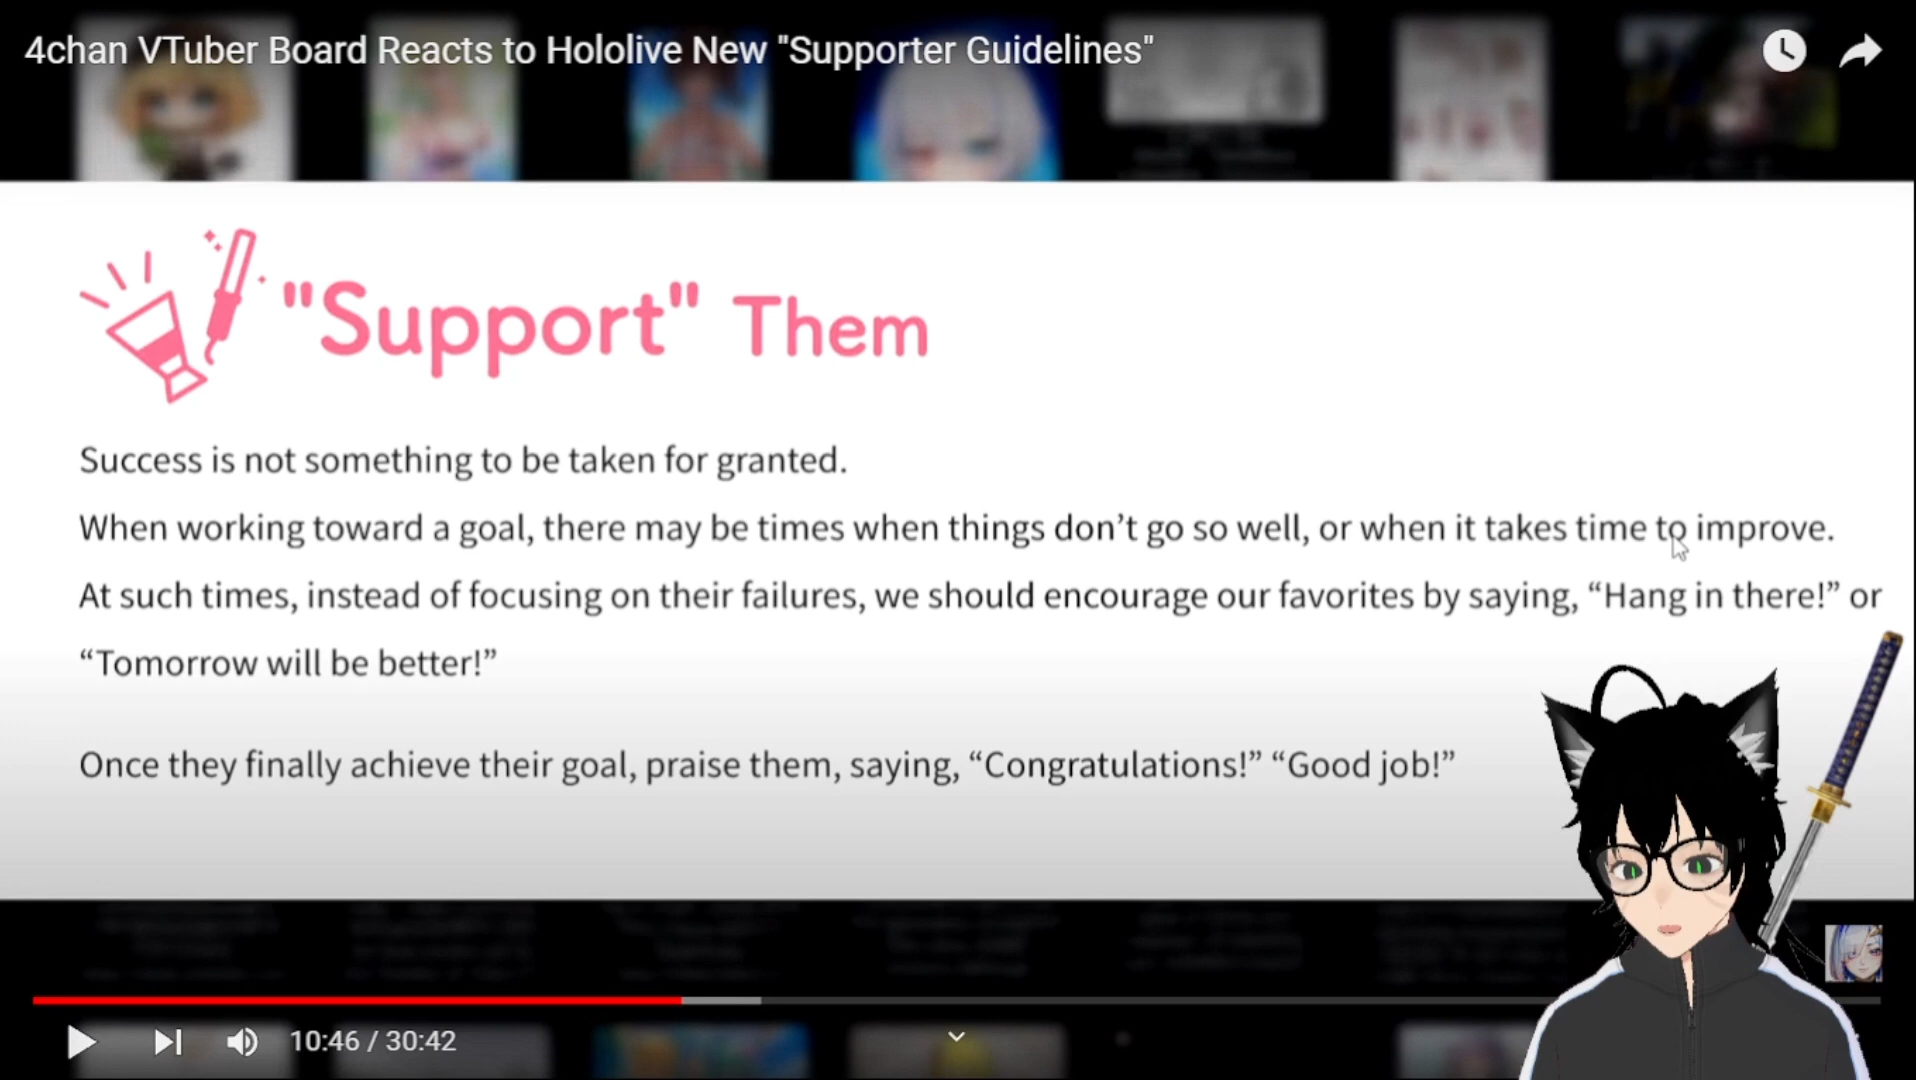 4chan VTuber Board Reacts to Hololive New "Supporter Guidelines"
"Support" Them
Success is not something to be taken for granted.
When working toward a goal, there may be times when things don’t go so well, or when it takes time to improve.
At such times, instead of focusing on their failures, we should encourage our favorites by saying, “Hang in there!” or
“Tomorrow will be better!”
Once they finally achieve their goal, praise them, saying, “Congratulations!” “Good job!”
10:46 / 30:42